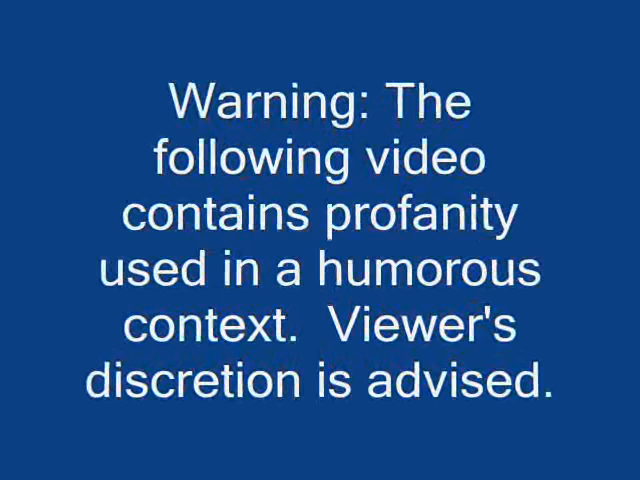 Warning: The
following video
contains profanity
used in a humorous
context.  Viewer's
discretion is advised.